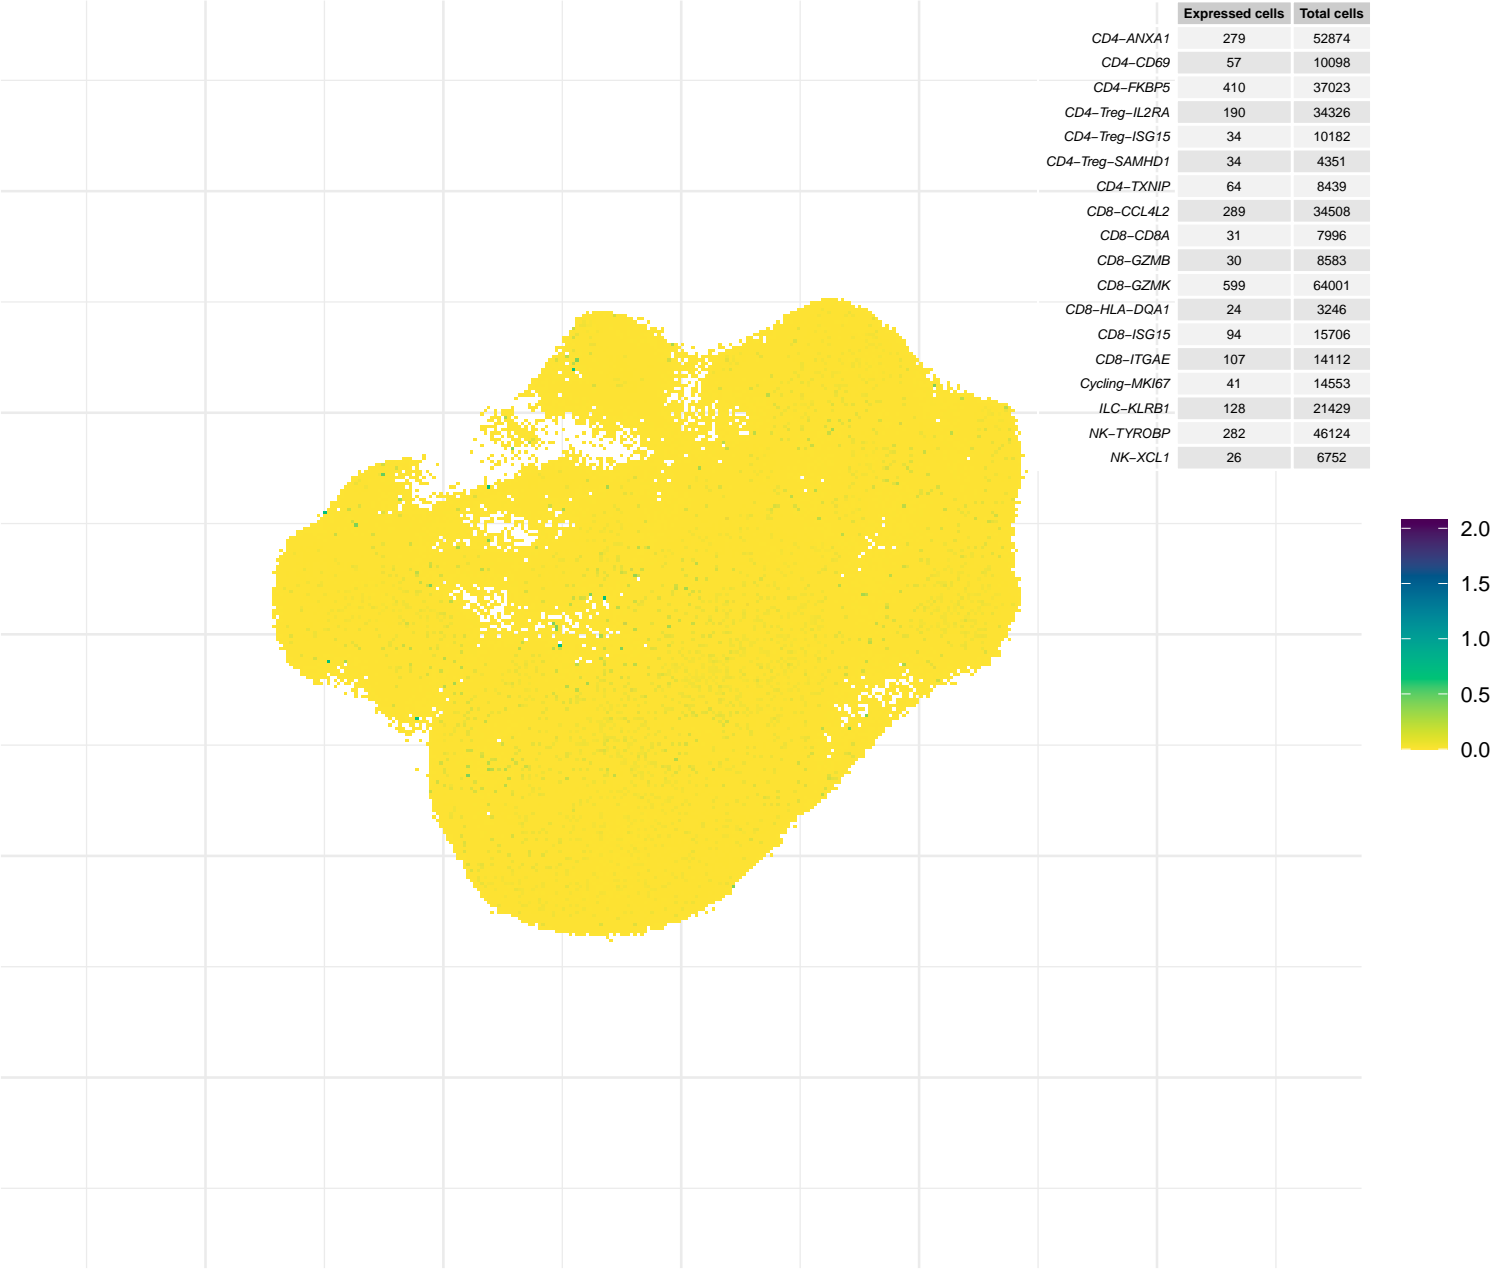 Expressed cells Total cells
CD4−ANXA1 279 52874
CD4−CD69 57 10098
CD4−FKBP5 410 37023
CD4−Treg−IL2RA 190 34326
CD4−Treg−ISG15 34 10182
CD4−Treg−SAMHD1 34 4351
CD4−TXNIP 64 8439
CD8−CCL4L2 289 34508
CD8−CD8A 31 7996
CD8−GZMB 30 8583
CD8−GZMK 599 64001
CD8−HLA−DQA1 24 3246
CD8−ISG15 94 15706
CD8−ITGAE 107 14112
Cycling−MKI67 41 14553
ILC−KLRB1 128 21429
NK−TYROBP 282 46124
NK−XCL1 26 6752
2.0
1.5
1.0
0.5
0.0